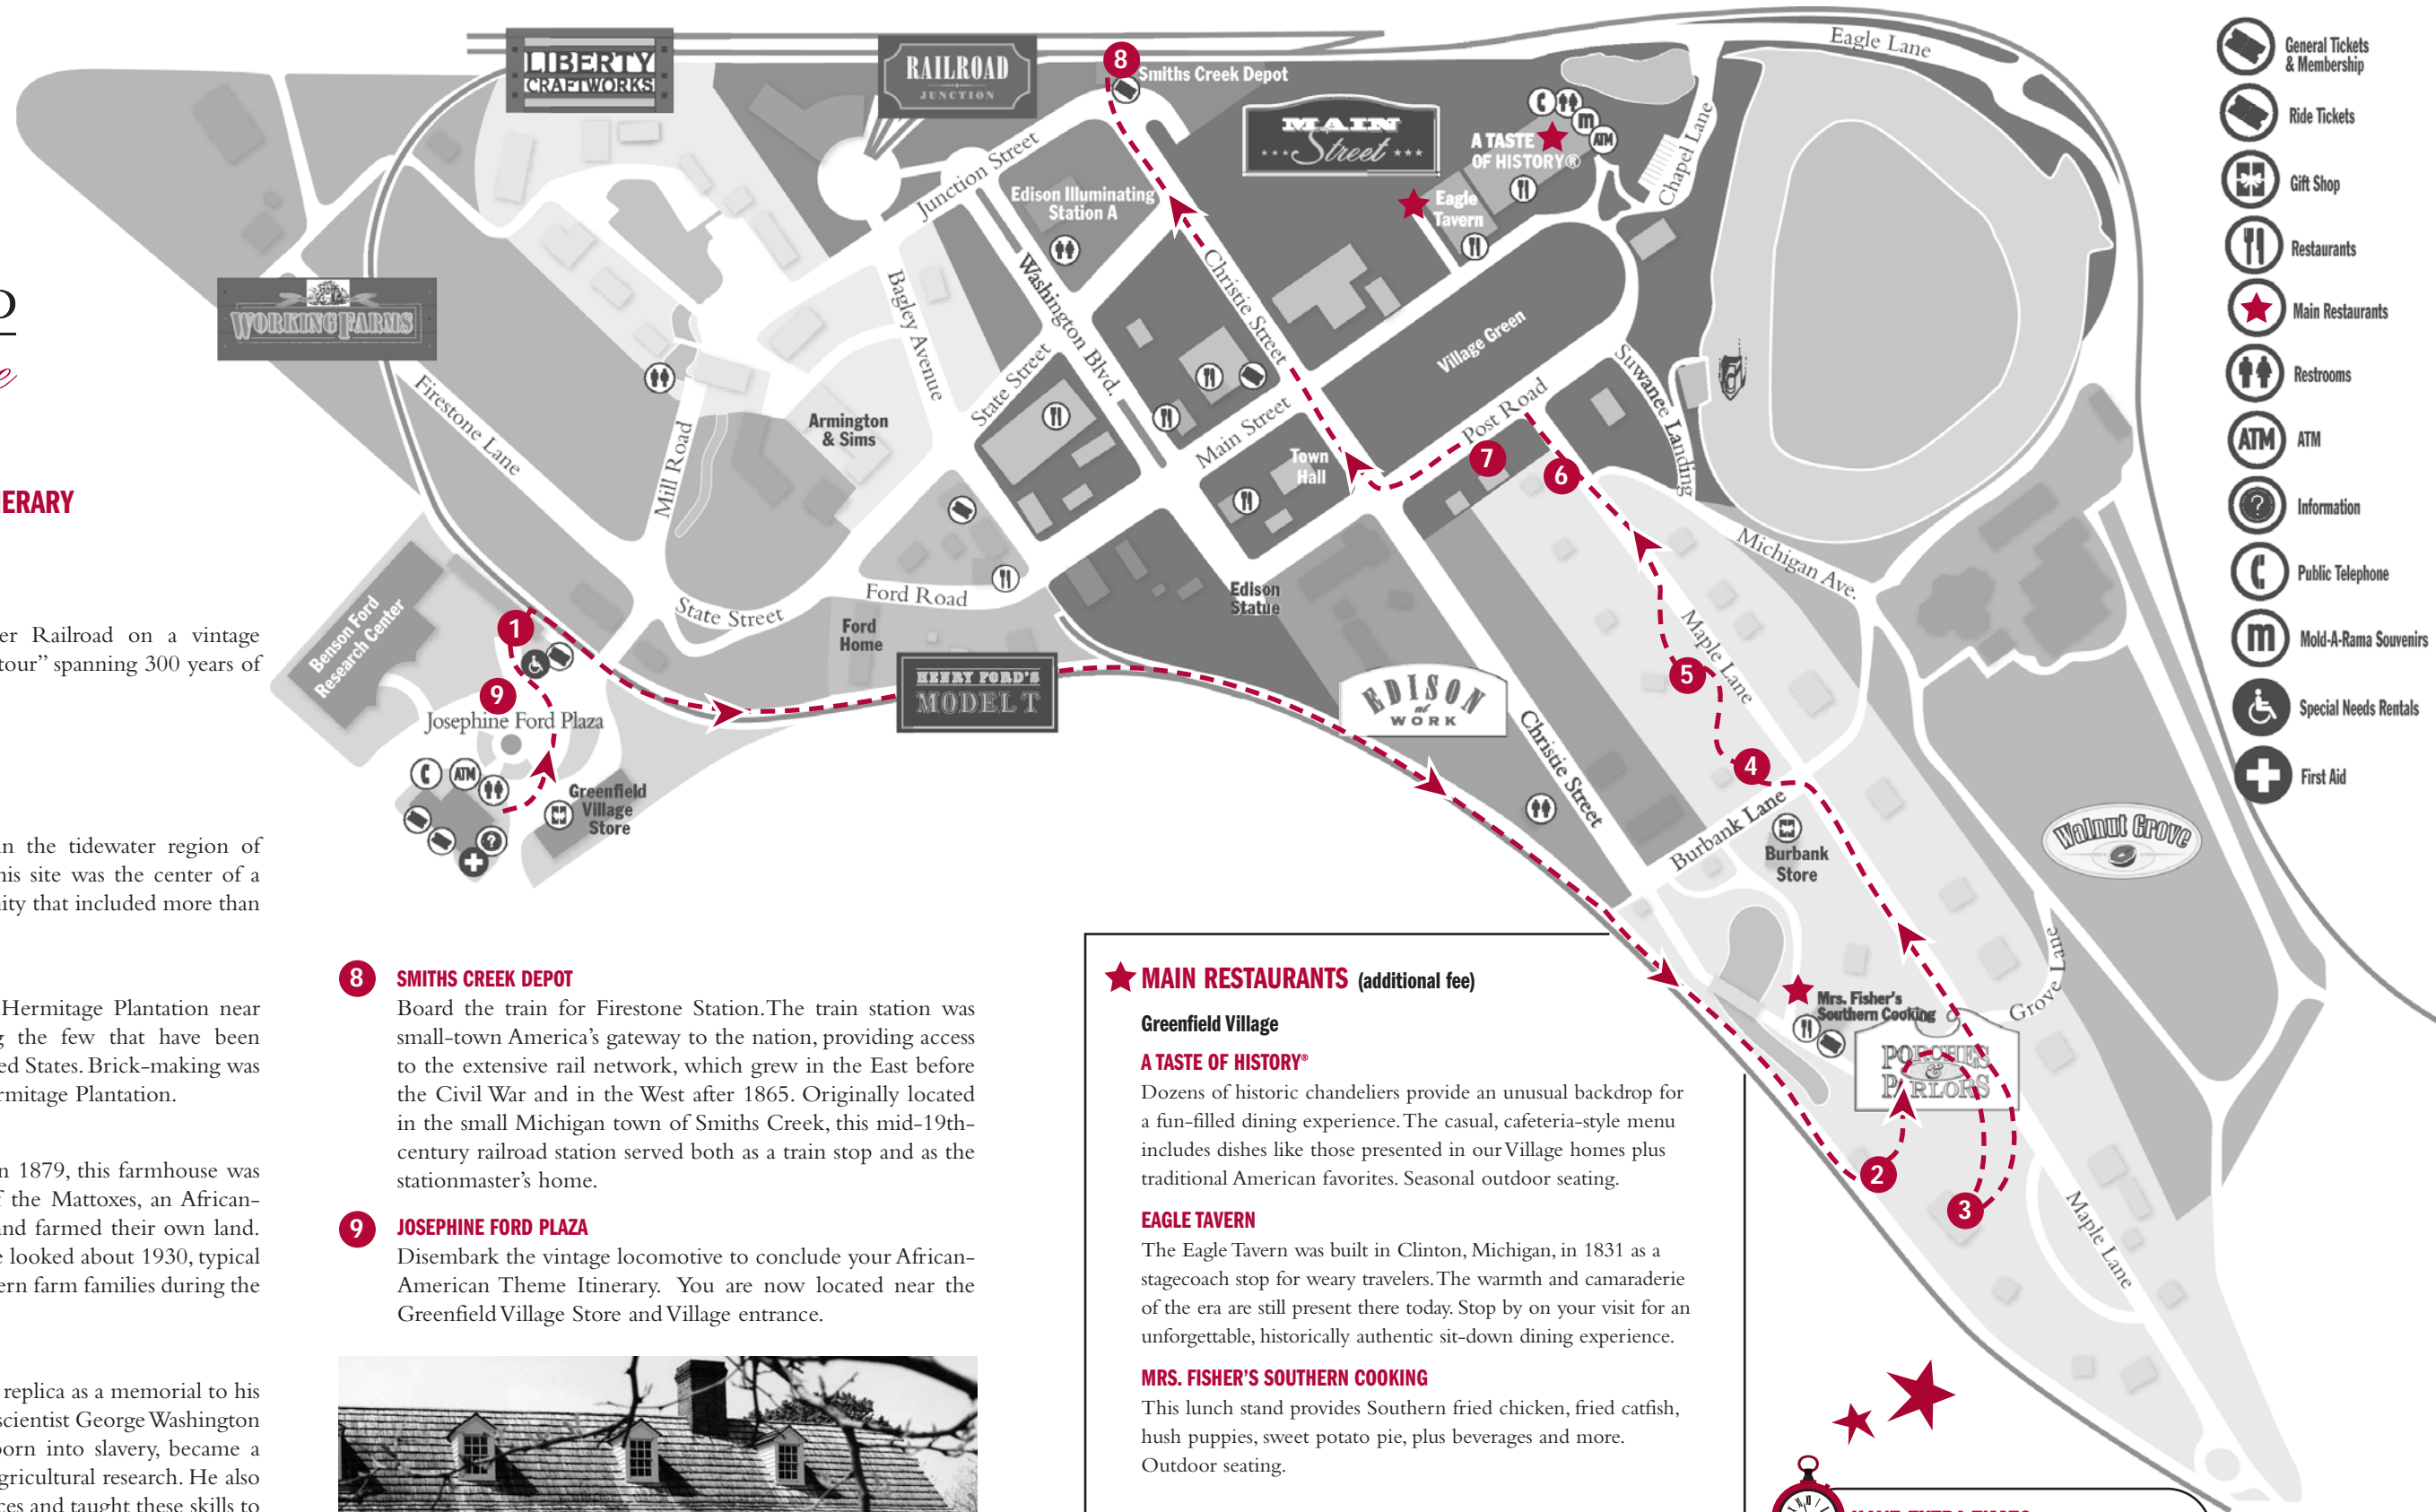 ERARY
er Railroad on a vintage
tour” spanning 300 years of
in the tidewater region of
his site was the center of a
ity that included more than
Hermitage Plantation near
g the few that have been
ed States. Brick-making was
rmitage Plantation.
n 1879, this farmhouse was
f the Mattoxes, an African-
nd farmed their own land.
e looked about 1930, typical
ern farm families during the
replica as a memorial to his
scientist George Washington
born into slavery, became a
gricultural research. He also
ces and taught these skills to
LIBERTY
CRAFTWORKS
RAILROAD
JUNCTION
8
Smiths Creek Depot
MAIN
Street
A TASTE
OF HISTORY®
m
ATM
Eagle
Tavern
Eagle Lane
Chapel Lane
Junction Street
Edison Illuminating
Station A
Washington Blvd.
Bagley Avenue
Christie Street
Village Green
WORKING FARMS
Firestone Lane
Mill Road
Armington
& Sims
State Street
Main Street
Town
Hall
Post Road
Suwanee Landing
7
6
Michigan Ave.
Benson Ford
Research Center
1
9
Josephine Ford Plaza
ATM
?
Greenfield
Village
Store
State Street
Ford Road
Ford
Home
HENRY FORD'S
MODEL T
Edison
Statue
EDISON
at
WORK
Christie Street
Maple Lane
5
4
Burbank Lane
Burbank
Store
Walnut Grove
Mrs. Fisher's
Southern Cooking
Grove Lane
PORCHES
&
PARLORS
2
3
Maple Lane
General Tickets
& Membership
Ride Tickets
Gift Shop
Restaurants
Main Restaurants
Restrooms
ATM ATM
? Information
Public Telephone
m Mold-A-Rama Souvenirs
Special Needs Rentals
First Aid
8 SMITHS CREEK DEPOT
Board the train for Firestone Station. The train station was
small-town America’s gateway to the nation, providing access
to the extensive rail network, which grew in the East before
the Civil War and in the West after 1865. Originally located
in the small Michigan town of Smiths Creek, this mid-19th-
century railroad station served both as a train stop and as the
stationmaster’s home.
9 JOSEPHINE FORD PLAZA
Disembark the vintage locomotive to conclude your African-
American Theme Itinerary. You are now located near the
Greenfield Village Store and Village entrance.
MAIN RESTAURANTS (additional fee)
Greenfield Village
A TASTE OF HISTORY®
Dozens of historic chandeliers provide an unusual backdrop for
a fun-filled dining experience. The casual, cafeteria-style menu
includes dishes like those presented in our Village homes plus
traditional American favorites. Seasonal outdoor seating.
EAGLE TAVERN
The Eagle Tavern was built in Clinton, Michigan, in 1831 as a
stagecoach stop for weary travelers. The warmth and camaraderie
of the era are still present there today. Stop by on your visit for an
unforgettable, historically authentic sit-down dining experience.
MRS. FISHER’S SOUTHERN COOKING
This lunch stand provides Southern fried chicken, fried catfish,
hush puppies, sweet potato pie, plus beverages and more.
Outdoor seating.